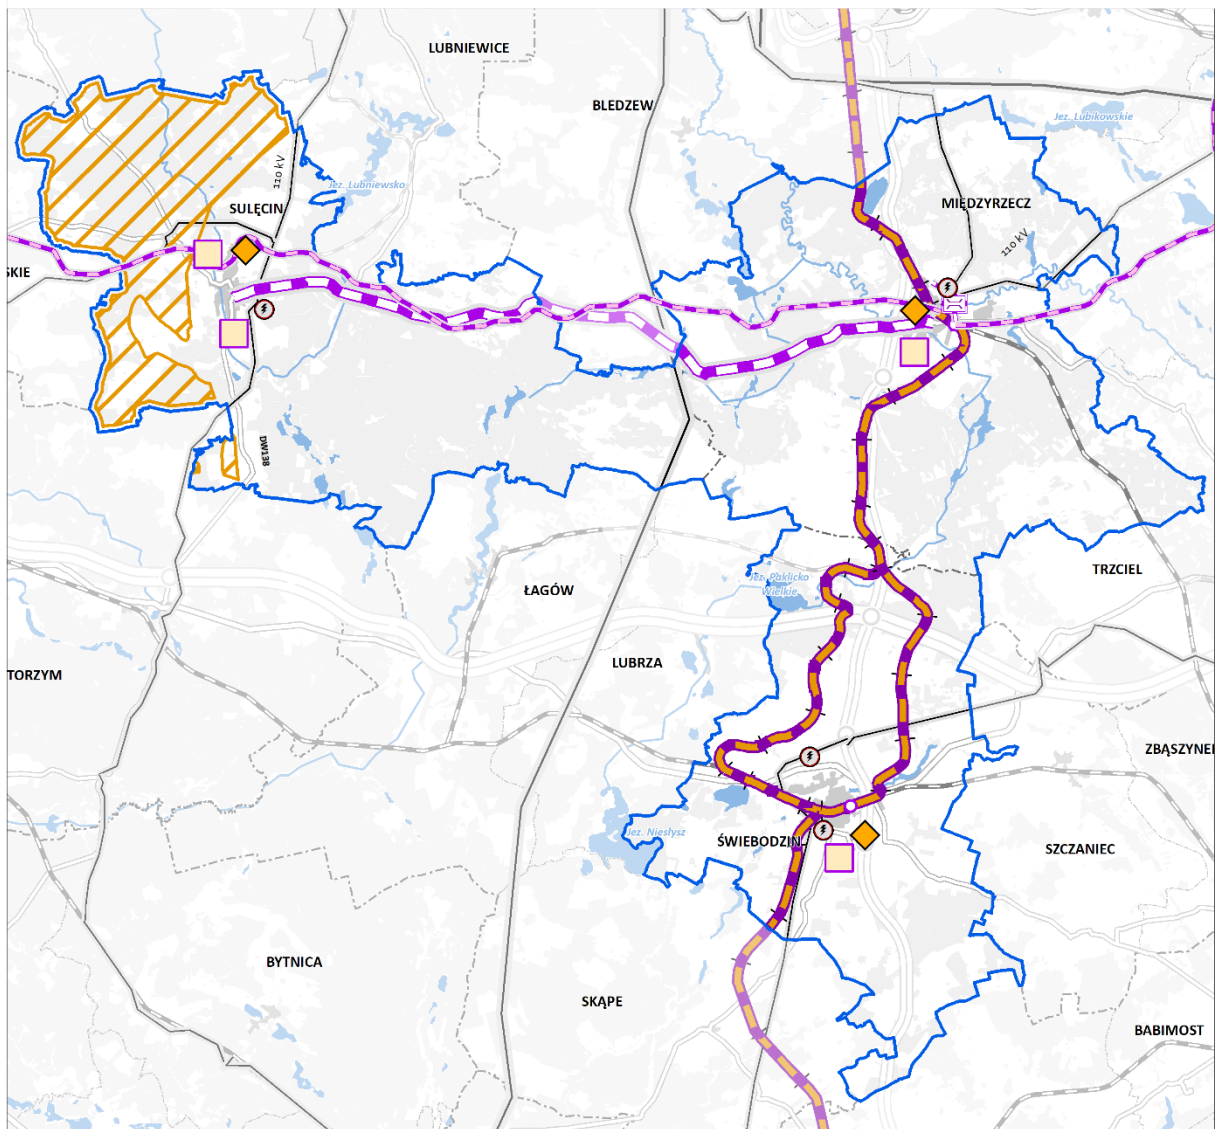 LUBNIEWICE
BLEDZEW
Jez. Lubikowskie
110 kV
Jez. Lubniewsko
SULĘCIN
MIĘDZYRZECZ
110 kV
SKIE
DW138
TRZCIEL
Jez. Paklicko
Wielkie
ŁAGÓW
LUBRZA
TORZYM
ZBĄSZYNE
Jez. Niesłysz
ŚWIEBODZIN
SZCZANIEC
BYTNICA
SKĄPE
BABIMOST